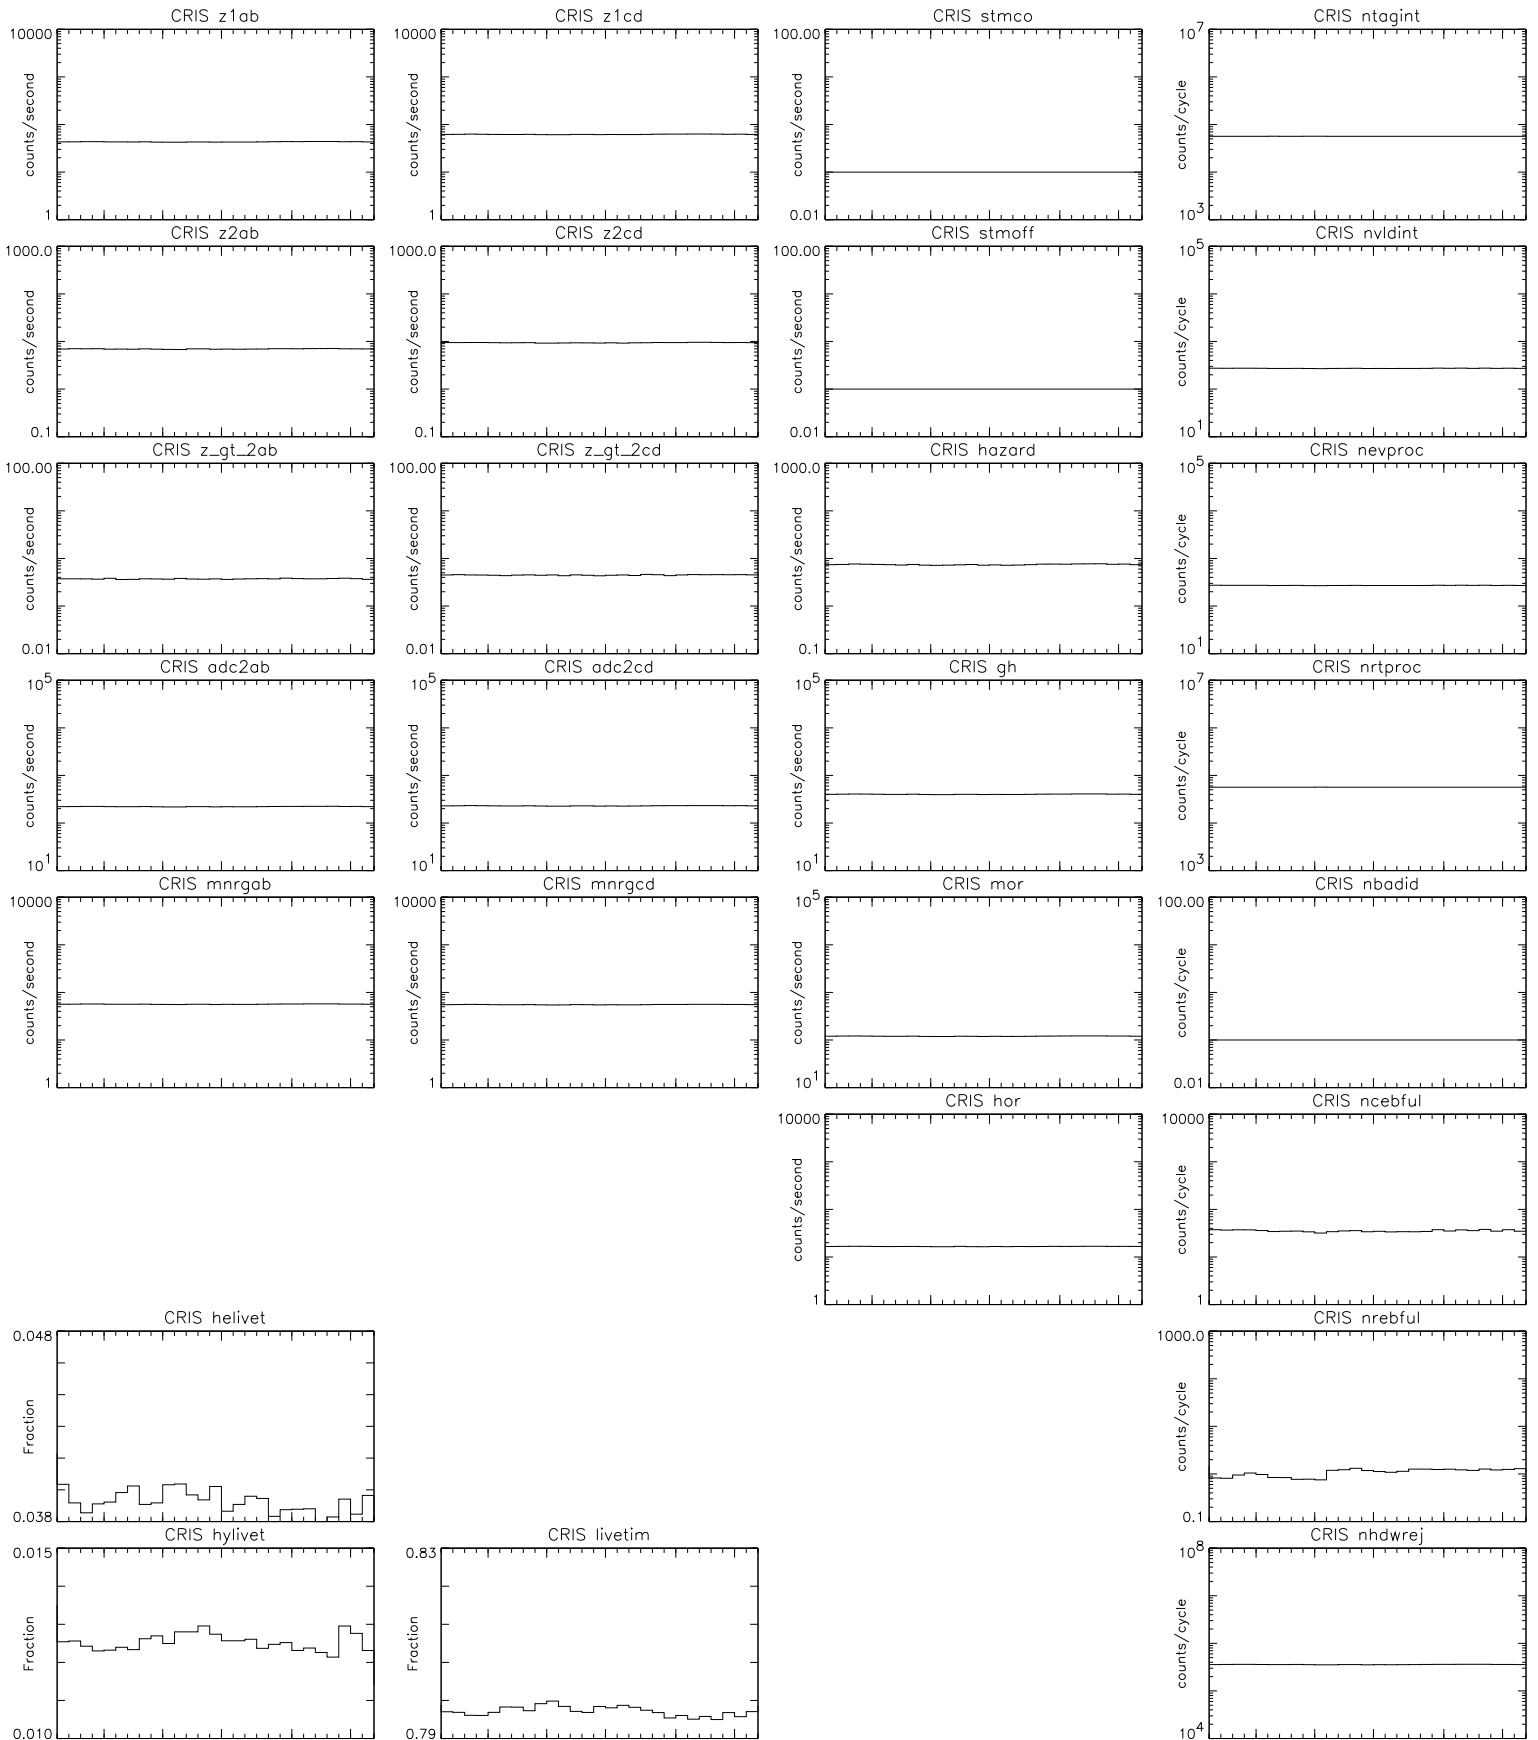 CRIS z1ab
10000
counts/second
1
CRIS z1cd
10000
counts/second
1
CRIS stmco
100.00
counts/second
0.01
CRIS ntagint
10^7
counts/cycle
10^3
CRIS z2ab
1000.0
counts/second
0.1
CRIS z2cd
1000.0
counts/second
0.1
CRIS stmoff
100.00
counts/second
0.01
CRIS nvldint
10^5
counts/cycle
10^1
CRIS z_gt_2ab
100.00
counts/second
0.01
CRIS z_gt_2cd
100.00
counts/second
0.01
CRIS hazard
1000.0
counts/second
0.1
CRIS nevproc
10^5
counts/cycle
10^1
CRIS adc2ab
10^5
counts/second
10^1
CRIS adc2cd
10^5
counts/second
10^1
CRIS gh
10^5
counts/second
10^1
CRIS nrtproc
10^7
counts/cycle
10^3
CRIS mnrgab
10000
counts/second
1
CRIS mnrgcd
10000
counts/second
1
CRIS mor
10^5
counts/second
10^1
CRIS nbadid
100.00
counts/cycle
0.01
CRIS hor
10000
counts/second
1
CRIS ncebful
10000
counts/cycle
1
CRIS helivet
0.048
Fraction
0.038
CRIS nrebful
1000.0
counts/cycle
0.1
CRIS hylivet
0.015
Fraction
0.010
CRIS livetim
0.83
Fraction
0.79
CRIS nhdwrej
10^8
counts/cycle
10^4